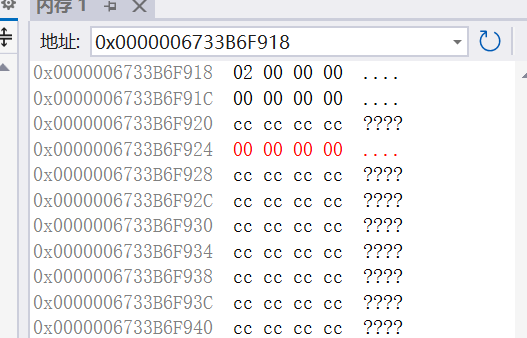 内存 1
地址: 0x0000006733B6F918
0x0000006733B6F918 02 00 00 00 ....
0x0000006733B6F91C 00 00 00 00 ....
0x0000006733B6F920 cc cc cc cc ????
0x0000006733B6F924 00 00 00 00 ....
0x0000006733B6F928 cc cc cc cc ????
0x0000006733B6F92C cc cc cc cc ????
0x0000006733B6F930 cc cc cc cc ????
0x0000006733B6F934 cc cc cc cc ????
0x0000006733B6F938 cc cc cc cc ????
0x0000006733B6F93C cc cc cc cc ????
0x0000006733B6F940 cc cc cc cc ????